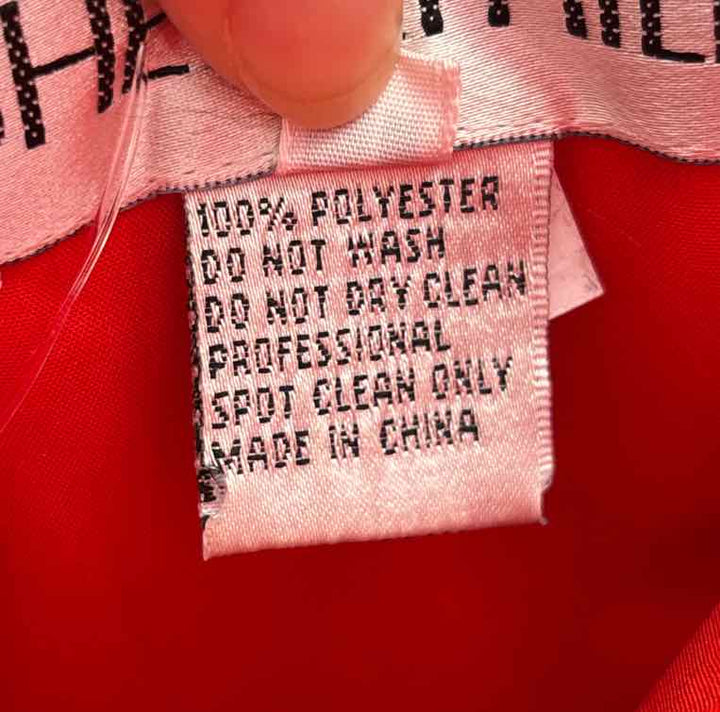 100% POLYESTER
DO NOT WASH
DO NOT DRY CLEAN
PROFESSIONAL
SPOT CLEAN ONLY
MADE IN CHINA